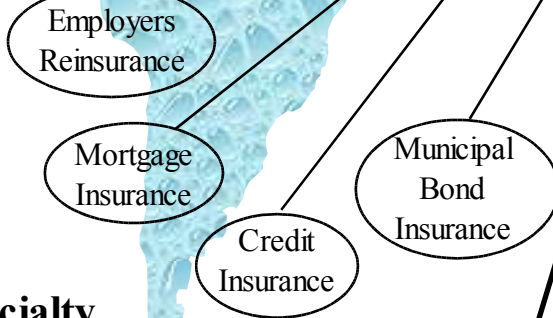 Employers
Reinsurance
Mortgage
Insurance
Municipal
Bond
Insurance
Credit
Insurance